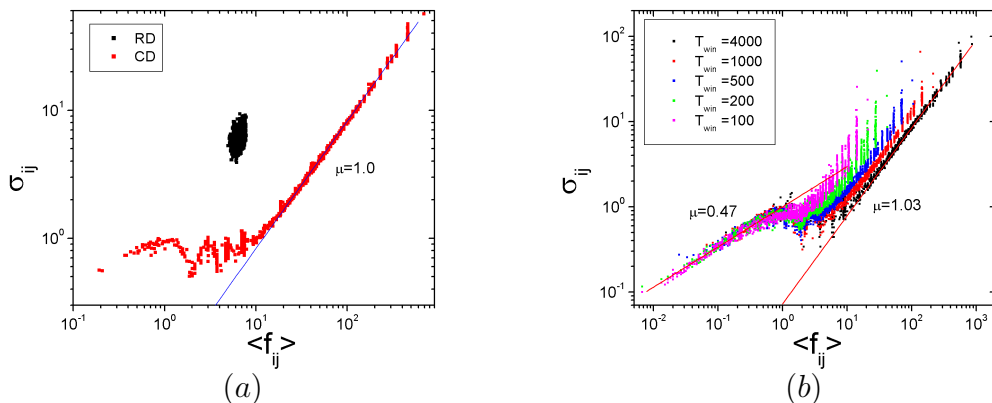 RD
CD
μ=1.0
10^1
10^0
σ_ij
10^-1 10^0 10^1 10^2
<f_ij>
(a)
T_win =4000
T_win =1000
T_win =500
T_win =200
T_win =100
μ=0.47
μ=1.03
10^2
10^1
10^0
10^-1
σ_ij
10^-2 10^-1 10^0 10^1 10^2 10^3
<f_ij>
(b)